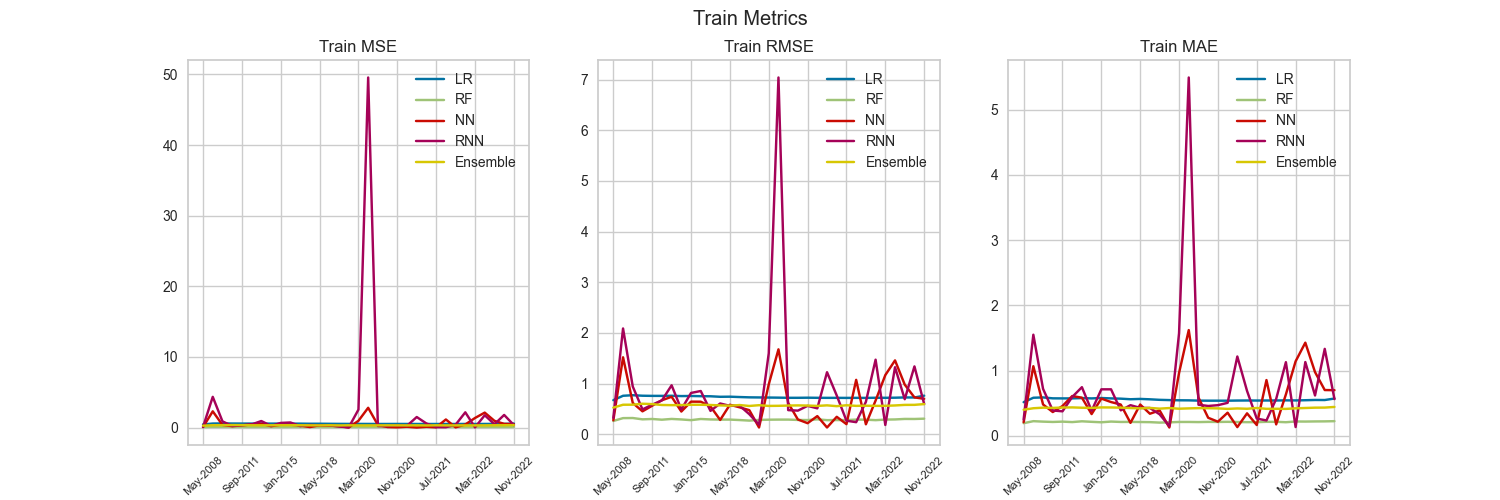 Train Metrics
Train MSE
50
40
30
20
10
0
LR
RF
NN
RNN
Ensemble
May-2008
Sep-2011
Jan-2015
May-2018
Mar-2020
Nov-2020
Jul-2021
Mar-2022
Nov-2022
Train RMSE
7
6
5
4
3
2
1
0
LR
RF
NN
RNN
Ensemble
May-2008
Sep-2011
Jan-2015
May-2018
Mar-2020
Nov-2020
Jul-2021
Mar-2022
Nov-2022
Train MAE
5
4
3
2
1
0
LR
RF
NN
RNN
Ensemble
May-2008
Sep-2011
Jan-2015
May-2018
Mar-2020
Nov-2020
Jul-2021
Mar-2022
Nov-2022